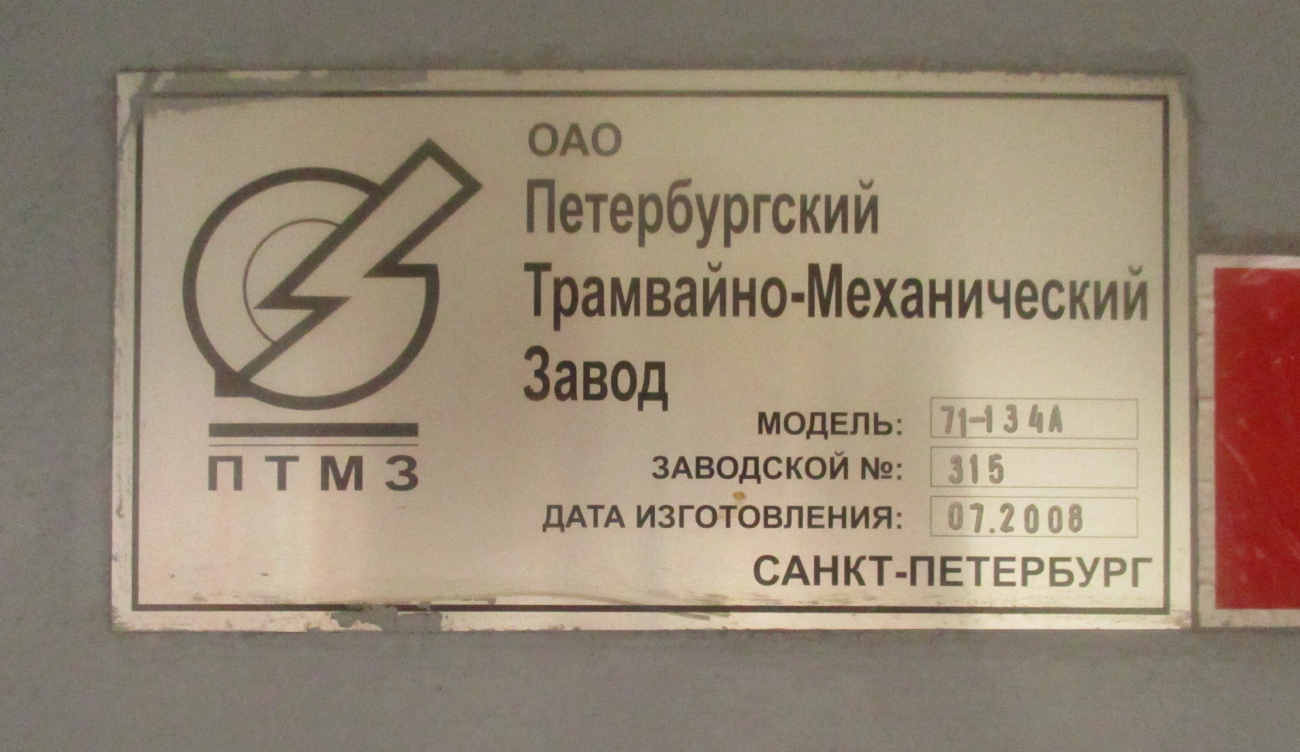 ОАО
Петербургский
Трамвайно-Механический
Завод
ПТМЗ
МОДЕЛЬ: 71-134А
ЗАВОДСКОЙ №: 315
ДАТА ИЗГОТОВЛЕНИЯ: 07.2008
САНКТ-ПЕТЕРБУРГ